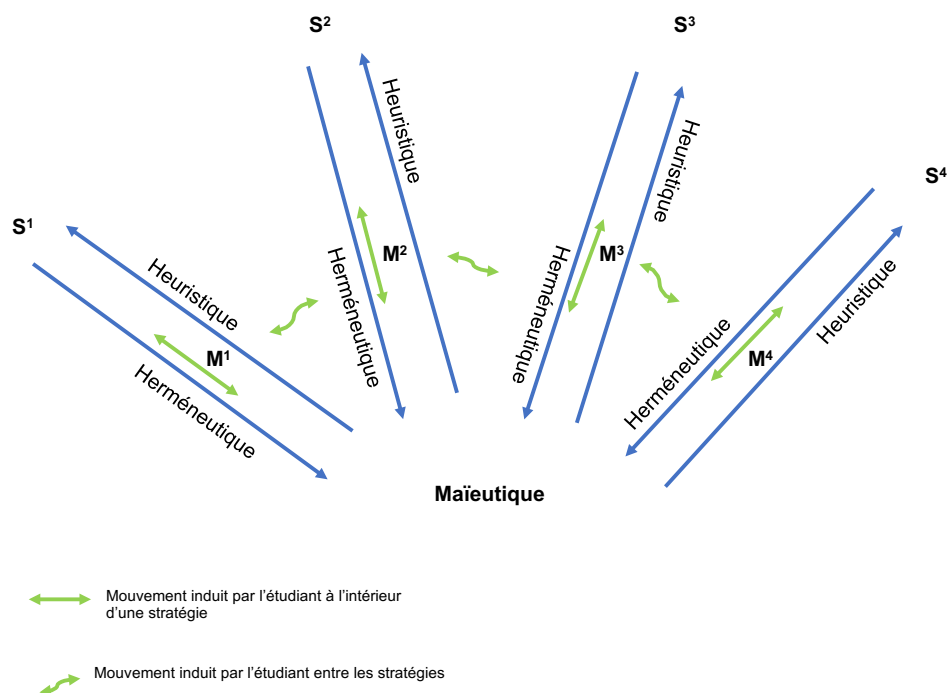 S²
S³
S⁴
S¹
Heuristique
Herméneutique
M¹
Heuristique
Herméneutique
M²
Heuristique
Herméneutique
M³
Heuristique
Herméneutique
M⁴
Maïeutique
Mouvement induit par l’étudiant à l’intérieur
d’une stratégie
Mouvement induit par l’étudiant entre les stratégies